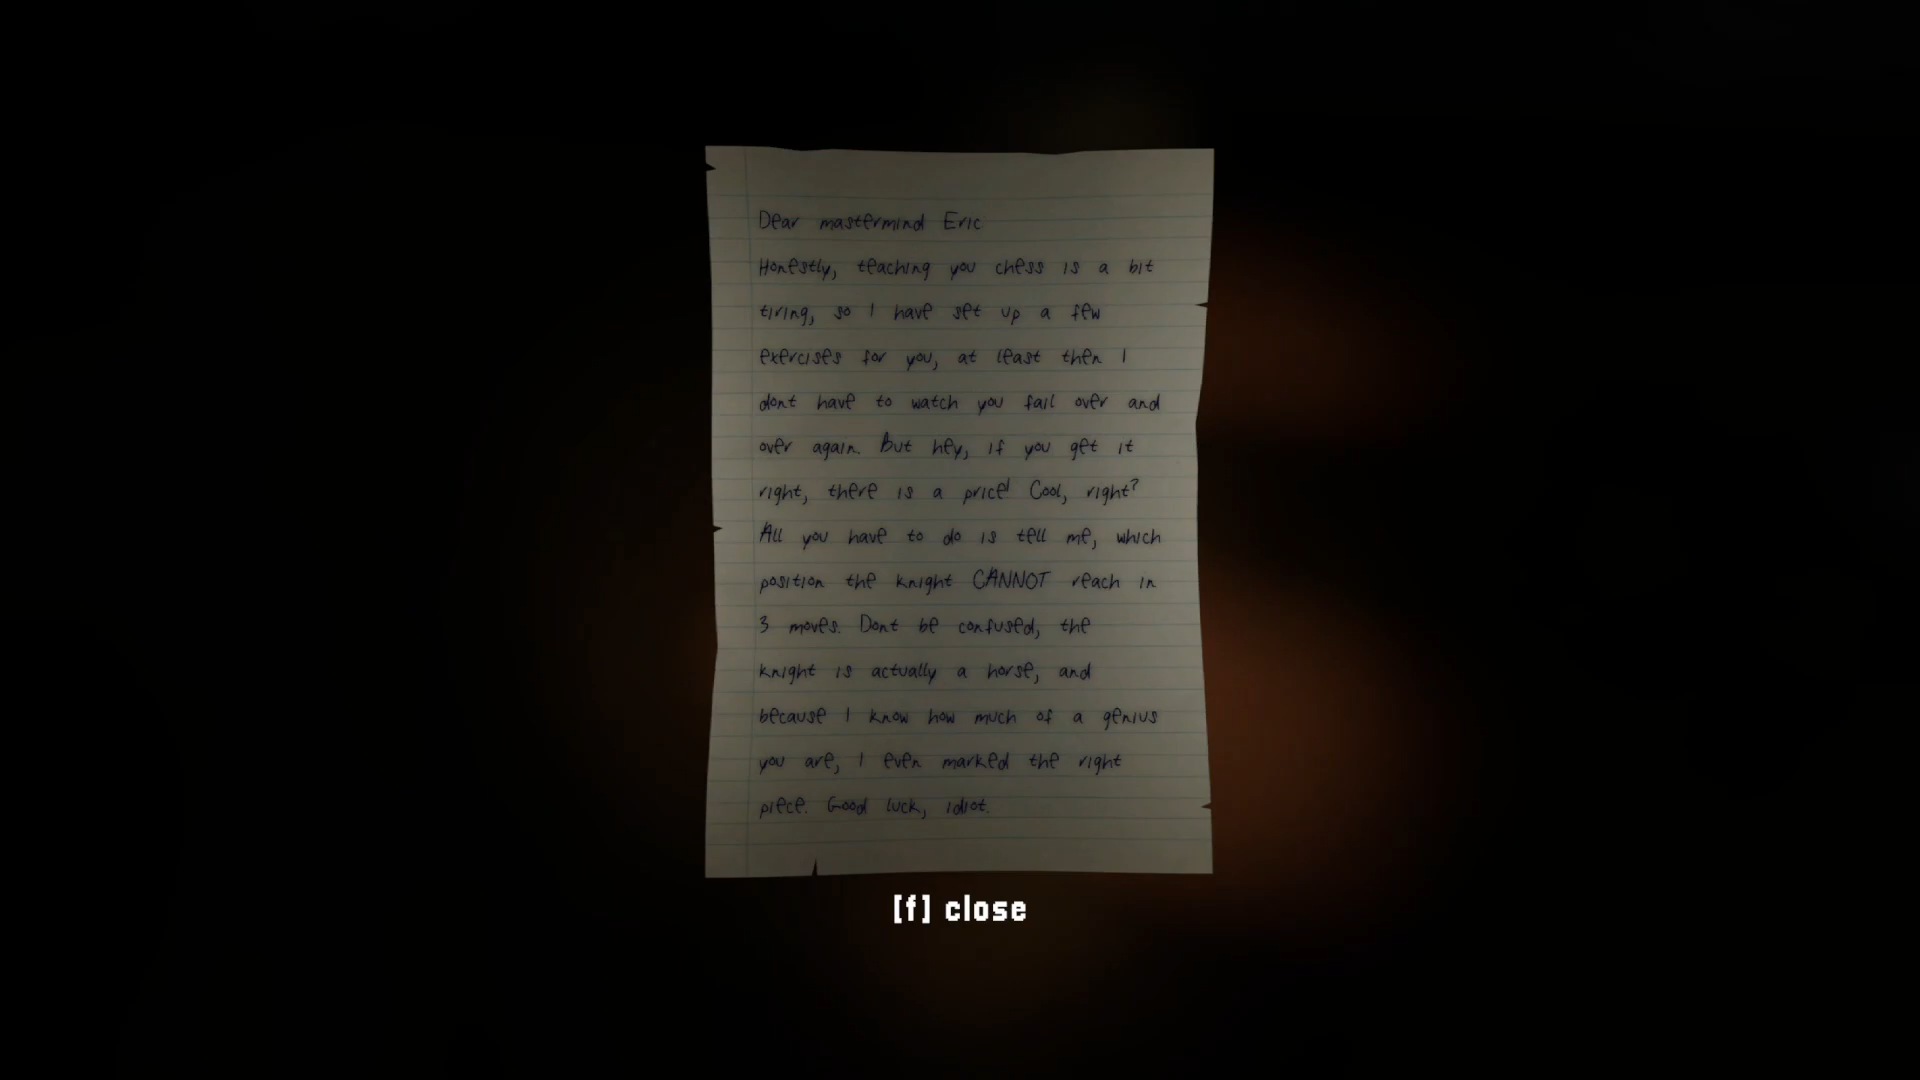 Dear mastermind Eric
Honestly, teaching you chess is a bit
tiring, so I have set up a few
exercises for you, at least then I
dont have to watch you fail over and
over again. But hey, if you get it
right, there is a price! Cool, right?
All you have to do is tell me, which
position the knight CANNOT reach in
3 moves. Dont be confused, the
knight is actually a horse, and
because I know how much of a genius
you are, I even marked the right
piece. Good luck, idiot.
[f] close